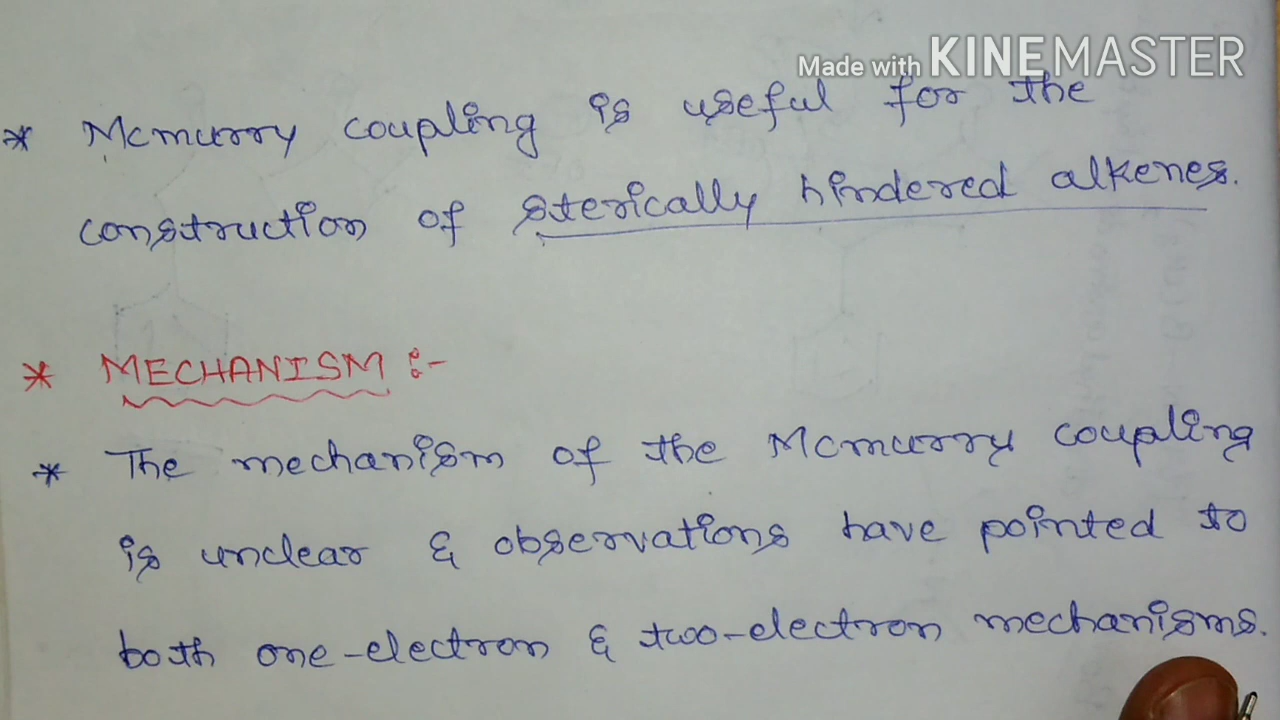 Made with KINEMASTER
* Mcmurry coupling is useful for the
construction of sterically hindered alkenes.
* MECHANISM :-
* The mechanism of the Mcmurry coupling
is unclear & observations have pointed to
both one-electron & two-electron mechanisms.